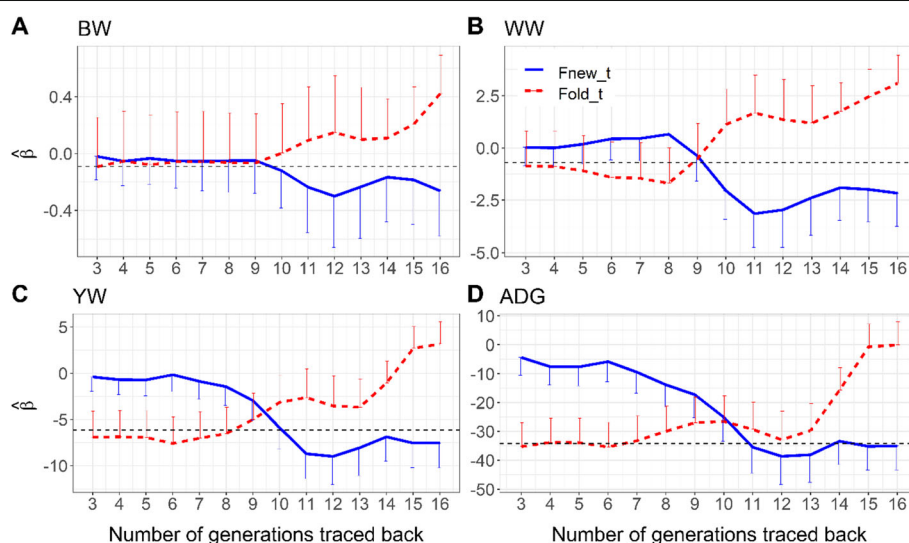 A BW
0.4
0.0
-0.4
β̂
3 4 5 6 7 8 9 10 11 12 13 14 15 16
B WW
Fnew_t
Fold_t
2.5
0.0
-2.5
-5.0
3 4 5 6 7 8 9 10 11 12 13 14 15 16
C YW
5
0
-5
-10
β̂
3 4 5 6 7 8 9 10 11 12 13 14 15 16
Number of generations traced back
D ADG
10
0
-10
-20
-30
-40
-50
3 4 5 6 7 8 9 10 11 12 13 14 15 16
Number of generations traced back